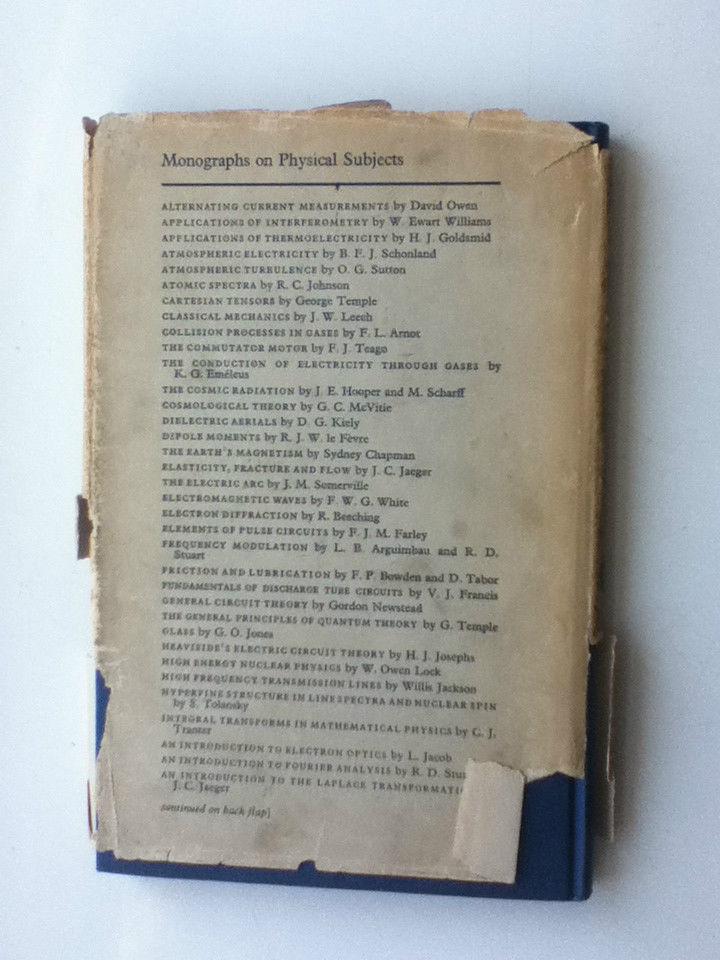 Monographs on Physical Subjects
ALTERNATING CURRENT MEASUREMENTS by David Owen
APPLICATIONS OF INTERFEROMETRY by W. Ewart Williams
APPLICATIONS OF THERMOELECTRICITY by H. J. Goldsmid
ATMOSPHERIC ELECTRICITY by B. F. J. Schonland
ATMOSPHERIC TURBULENCE by O. G. Sutton
ATOMIC SPECTRA by R. C. Johnson
CARTESIAN TENSORS by George Temple
CLASSICAL MECHANICS by J. W. Leech
COLLISION PROCESSES IN GASES by F. L. Arnot
THE COMMUTATOR MOTOR by F. J. Teago
THE CONDUCTION OF ELECTRICITY THROUGH GASES by
K. G. Emeléus
THE COSMIC RADIATION by J. E. Hooper and M. Scharff
COSMOLOGICAL THEORY by G. C. McVitie
DIELECTRIC AERIALS by D. G. Kiely
DIPOLE MOMENTS by R. J. W. le Fèvre
THE EARTH'S MAGNETISM by Sydney Chapman
ELASTICITY, FRACTURE AND FLOW by J. C. Jaeger
THE ELECTRIC ARC by J. M. Somerville
ELECTROMAGNETIC WAVES by F. W. G. White
ELECTRON DIFFRACTION by R. Beeching
ELEMENTS OF PULSE CIRCUITS by F. J. M. Farley
FREQUENCY MODULATION by L. B. Arguimbau and R. D.
Stuart
FRICTION AND LUBRICATION by F. P. Bowden and D. Tabor
FUNDAMENTALS OF DISCHARGE TUBE CIRCUITS by V. J. Francis
GENERAL CIRCUIT THEORY by Gordon Newstead
THE GENERAL PRINCIPLES OF QUANTUM THEORY by G. Temple
GLASS by G. O. Jones
HEAVISIDE'S ELECTRIC CIRCUIT THEORY by H. J. Josephs
HIGH ENERGY NUCLEAR PHYSICS by W. Owen Lock
HIGH FREQUENCY TRANSMISSION LINES by Willis Jackson
HYPERFINE STRUCTURE IN LINE SPECTRA AND NUCLEAR SPIN
by S. Tolansky
INTEGRAL TRANSFORMS IN MATHEMATICAL PHYSICS by C. J.
Tranter
AN INTRODUCTION TO ELECTRON OPTICS by L. Jacob
AN INTRODUCTION TO FOURIER ANALYSIS by R. D. Stu
AN INTRODUCTION TO THE LAPLACE TRANSFORMATI
J. C. Jaeger
continued on back flap]